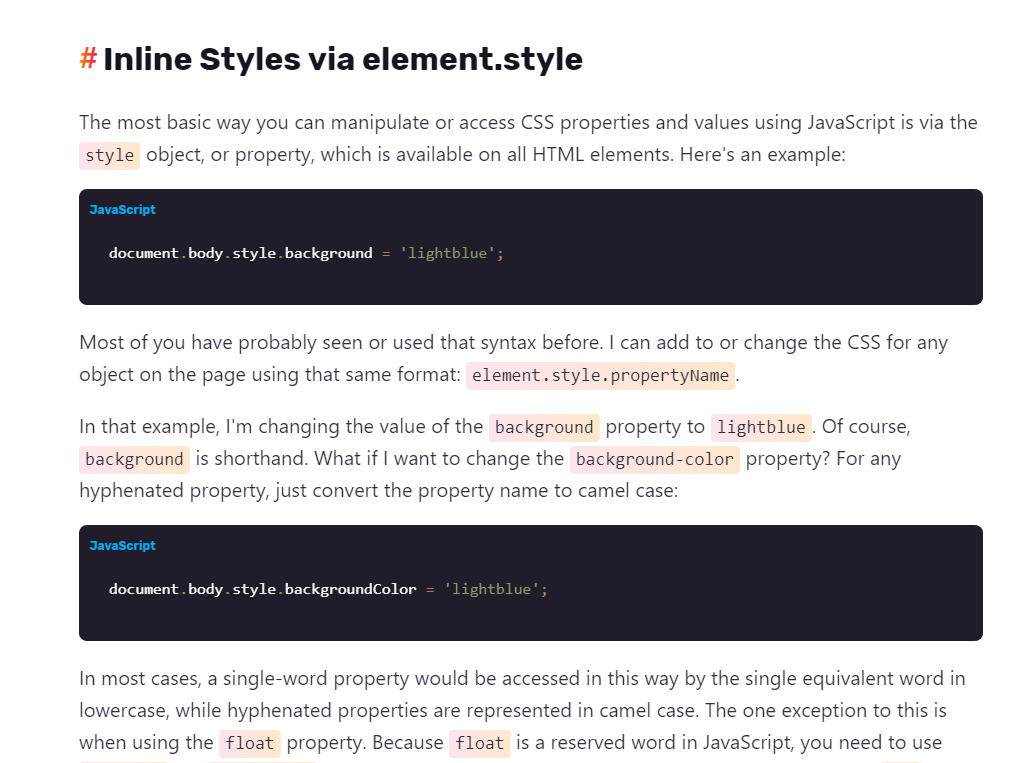 # Inline Styles via element.style
The most basic way you can manipulate or access CSS properties and values using JavaScript is via the
style object, or property, which is available on all HTML elements. Here's an example:
JavaScript
document.body.style.background = 'lightblue';
Most of you have probably seen or used that syntax before. I can add to or change the CSS for any
object on the page using that same format: element.style.propertyName.
In that example, I'm changing the value of the background property to lightblue. Of course,
background is shorthand. What if I want to change the background-color property? For any
hyphenated property, just convert the property name to camel case:
JavaScript
document.body.style.backgroundColor = 'lightblue';
In most cases, a single-word property would be accessed in this way by the single equivalent word in
lowercase, while hyphenated properties are represented in camel case. The one exception to this is
when using the float property. Because float is a reserved word in JavaScript, you need to use